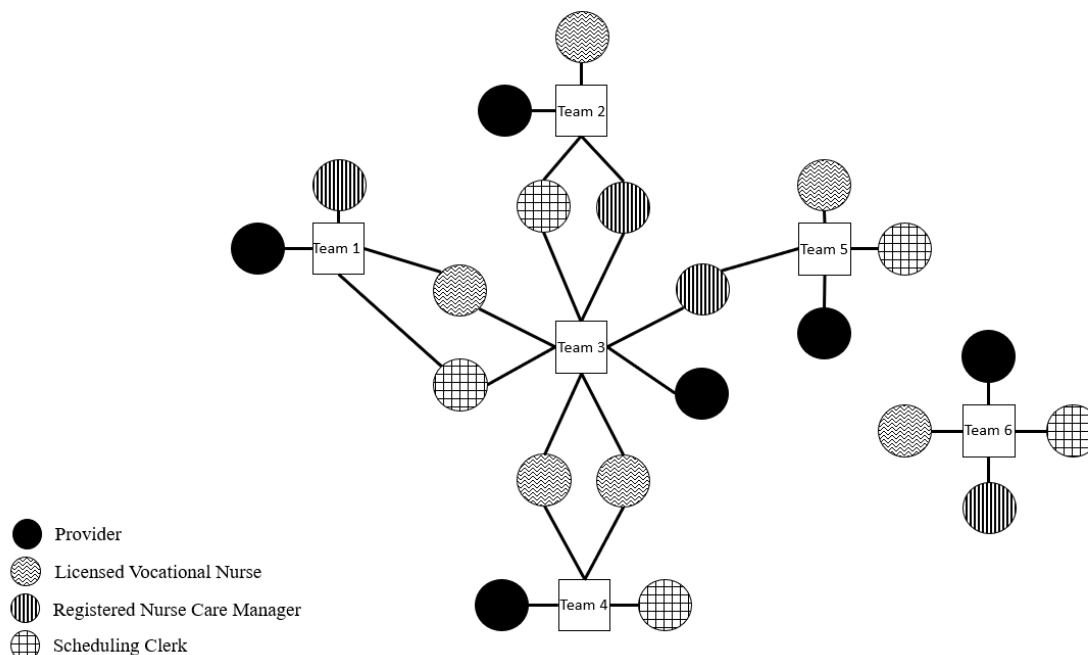 Team 2
Team 1
Team 5
Team 3
Team 6
Team 4
Provider
Licensed Vocational Nurse
Registered Nurse Care Manager
Scheduling Clerk